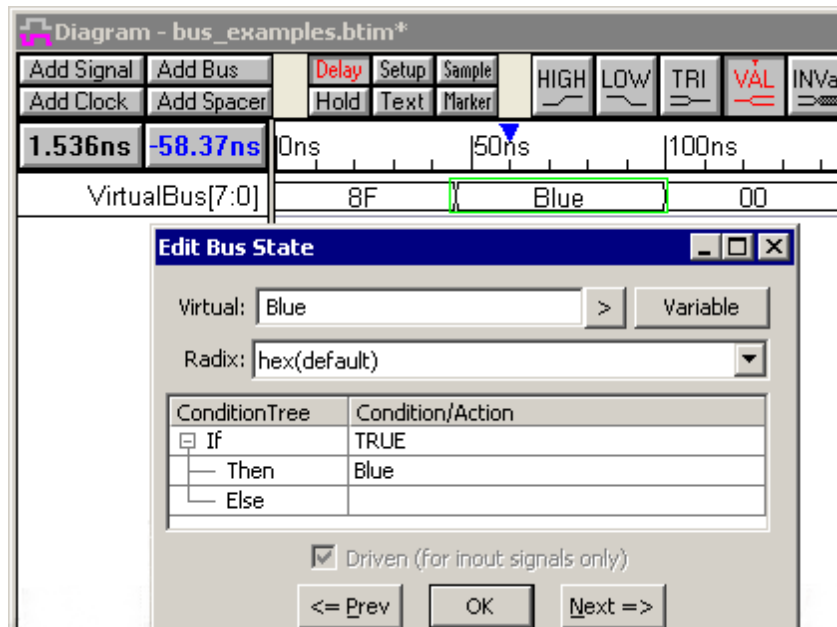 Diagram - bus_examples.btim*
Add Signal Add Bus Delay Setup Sample HIGH LOW TRI VAL INVa
Add Clock Add Spacer Hold Text Marker
1.536ns -58.37ns 0ns 50ns 100ns
VirtualBus[7:0] 8F Blue 00
Edit Bus State
Virtual: Blue > Variable
Radix: hex(default)
ConditionTree Condition/Action
If TRUE
Then Blue
Else
Driven (for inout signals only)
<= Prev OK Next =>